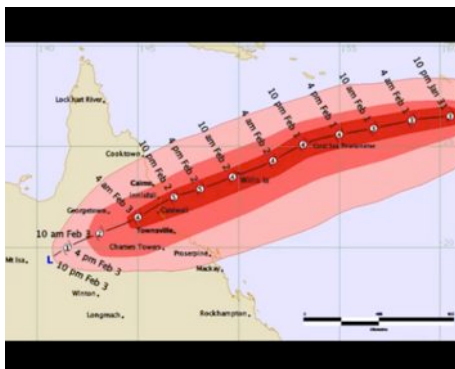 140
145
155
Lockhart River
10 pm Jan 31
4 am Feb 1
10 am Feb 1
4 pm Feb 1
10 pm Feb 1
4 am Feb 2
10 am Feb 2
4 pm Feb 2
10 pm Feb 2
4 am Feb 3
Cooktown
Willis Is
Cairns
Innisfail
Georgetown
Cardwell
10 am Feb 3
Townsville
4 pm Feb 3
Charters Towers
Proserpine
Mt Isa
L
10 pm Feb 3
Mackay
Winton
Longreach
Rockhampton